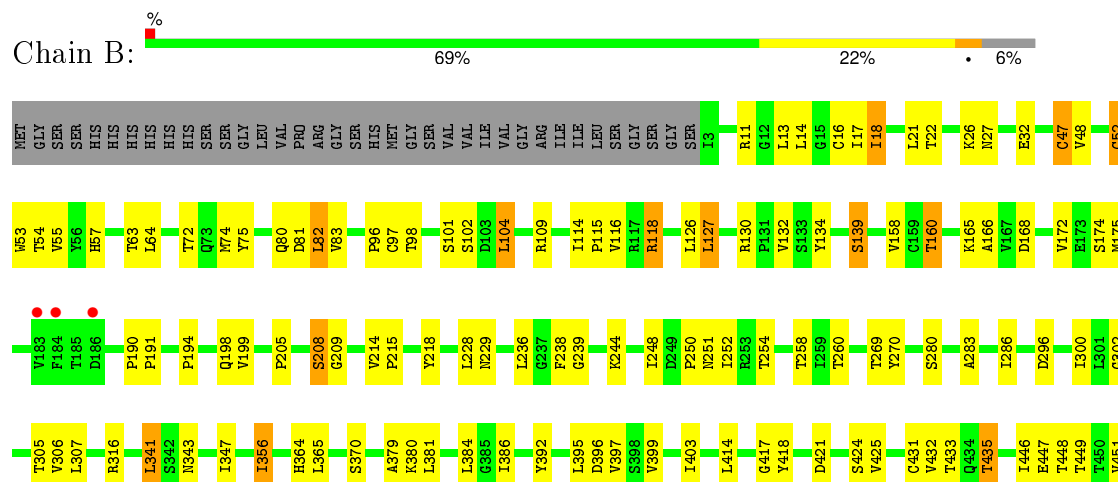 %
Chain B:
69% 22% • 6%
MET GLY SER SER HIS HIS HIS HIS HIS HIS SER SER GLY LEU VAL PRO ARG GLY SER HIS MET GLY SER VAL VAL ILE VAL GLY ARG ILE ILE LEU SER GLY SER GLY SER I3 R11 G12 L13 L14 G15 C16 I17 I18 L21 T22 K26 N27 E32 C47 V48 C52
W53 T54 V55 Y56 H57 T63 L64 T72 Q73 M74 Y75 Q80 D81 L82 V83 P96 G97 T98 S101 S102 D103 L104 R109 I114 P115 V116 R117 R118 L126 L127 R130 P131 V132 S133 Y134 S139 V158 C159 T160 K165 A166 V167 D168 V172 E173 S174 M175
V183 F184 T185 D186 P190 P191 P194 Q198 V199 P205 S208 G209 V214 P215 Y218 L228 N229 L236 G237 F238 G239 K244 I248 D249 P250 N251 I252 R253 T254 T258 I259 T260 T269 Y270 S280 A283 I286 D296 I300 L301
T305 V306 L307 R316 L341 S342 N343 I347 I356 H364 L365 S370 A379 K380 L381 L384 G385 I386 Y392 L395 D396 V397 S398 V399 I403 L414 G417 Y418 D421 S424 V425 C431 V432 T433 Q434 T435 I446 E447 T448 T449 T450